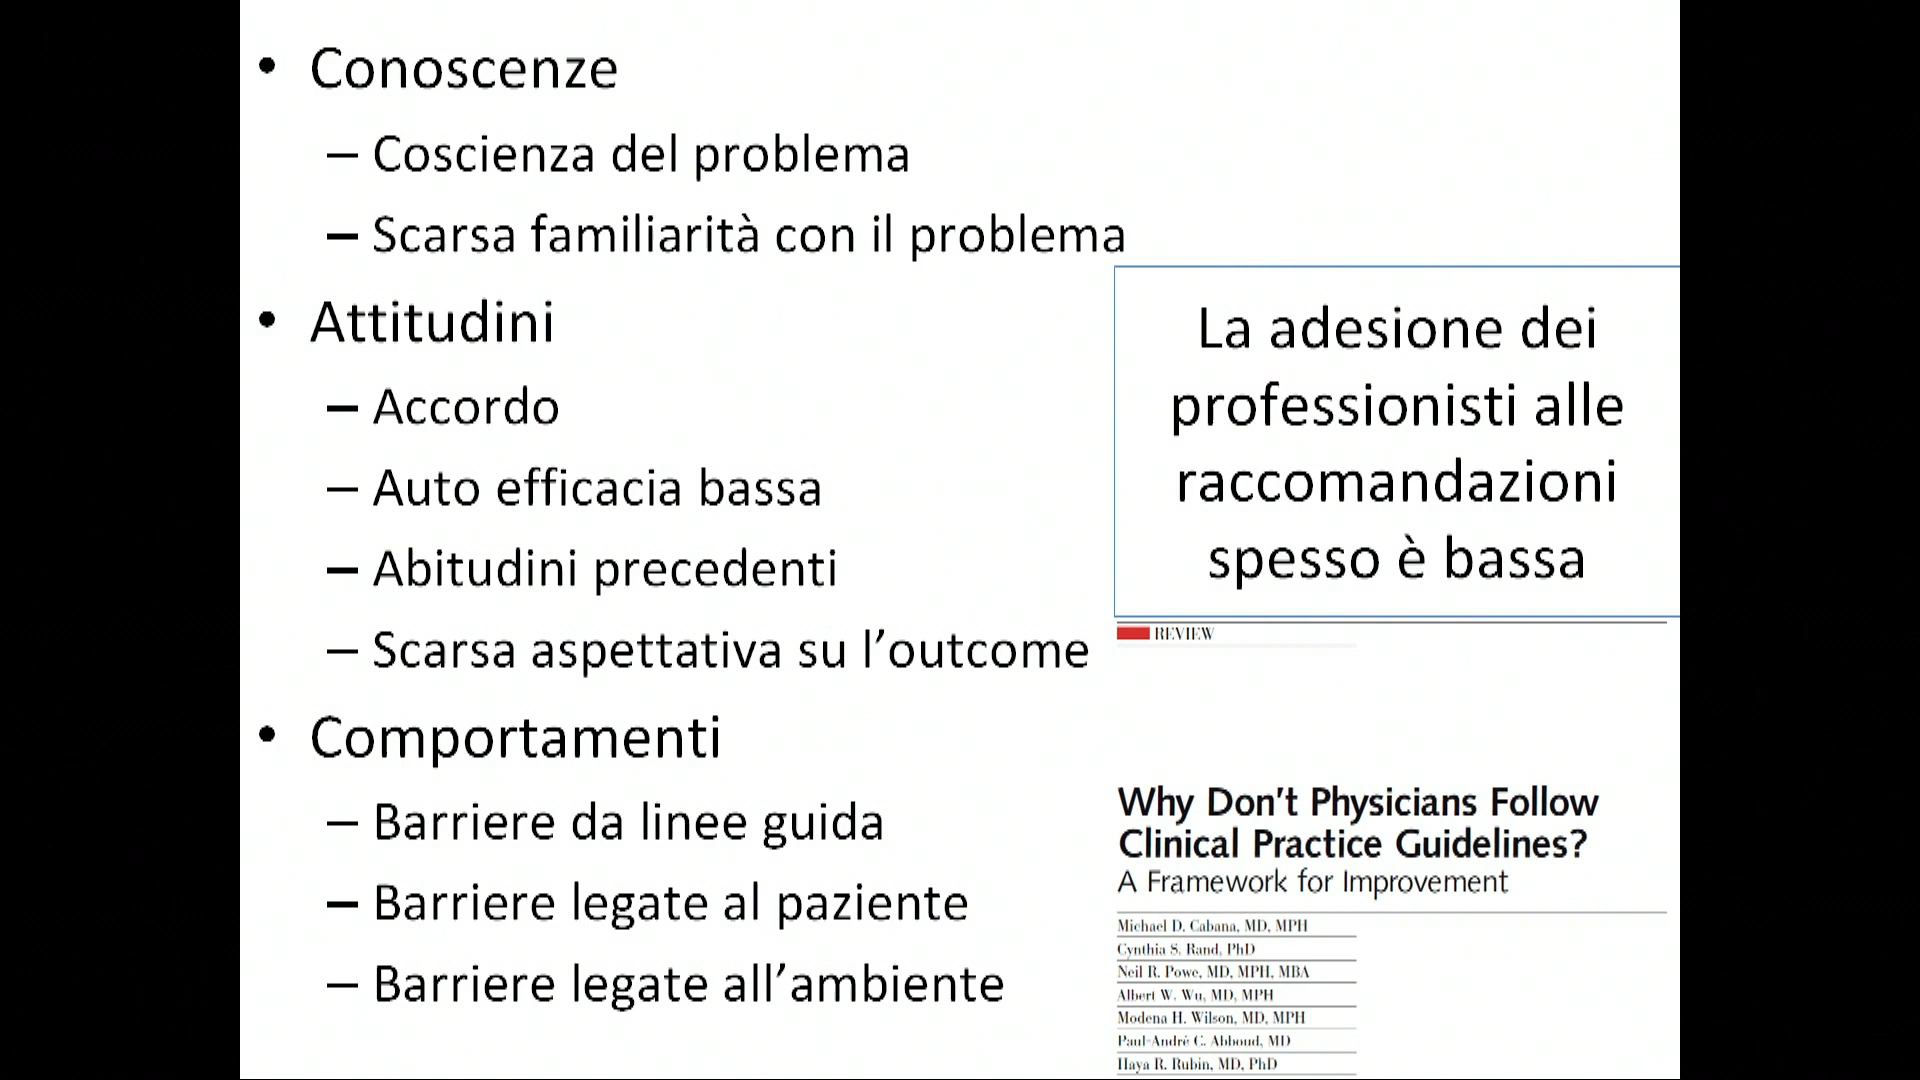 • Conoscenze
– Coscienza del problema
– Scarsa familiarità con il problema
• Attitudini
– Accordo
– Auto efficacia bassa
– Abitudini precedenti
– Scarsa aspettativa su l’outcome
• Comportamenti
– Barriere da linee guida
– Barriere legate al paziente
– Barriere legate all’ambiente
La adesione dei
professionisti alle
raccomandazioni
spesso è bassa
REVIEW
Why Don’t Physicians Follow
Clinical Practice Guidelines?
A Framework for Improvement
Michael D. Cabana, MD, MPH
Cynthia S. Rand, PhD
Neil R. Powe, MD, MPH, MBA
Albert W. Wu, MD, MPH
Modena H. Wilson, MD, MPH
Paul-André C. Abboud, MD
Haya R. Rubin, MD, PhD